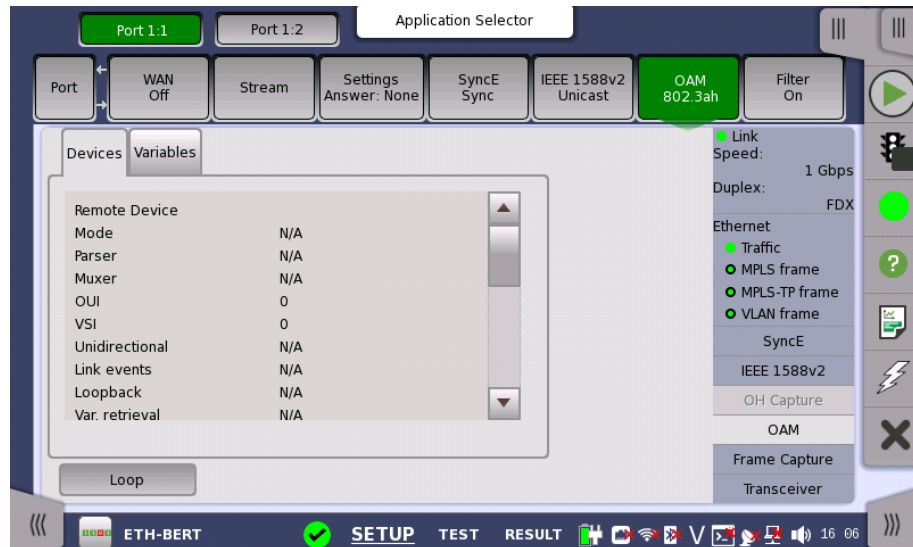 Application Selector
Port 1:1
Port 1:2
Port
WAN
Off
Stream
Settings
Answer: None
SyncE
Sync
IEEE 1588v2
Unicast
OAM
802.3ah
Filter
On
Devices
Variables
Remote Device
Mode N/A
Parser N/A
Muxer N/A
OUI 0
VSI 0
Unidirectional N/A
Link events N/A
Loopback N/A
Var. retrieval N/A
Loop
Link
Speed:
1 Gbps
Duplex:
FDX
Ethernet
Traffic
MPLS frame
MPLS-TP frame
VLAN frame
SyncE
IEEE 1588v2
OH Capture
OAM
Frame Capture
Transceiver
ETH-BERT
SETUP
TEST
RESULT
16 06